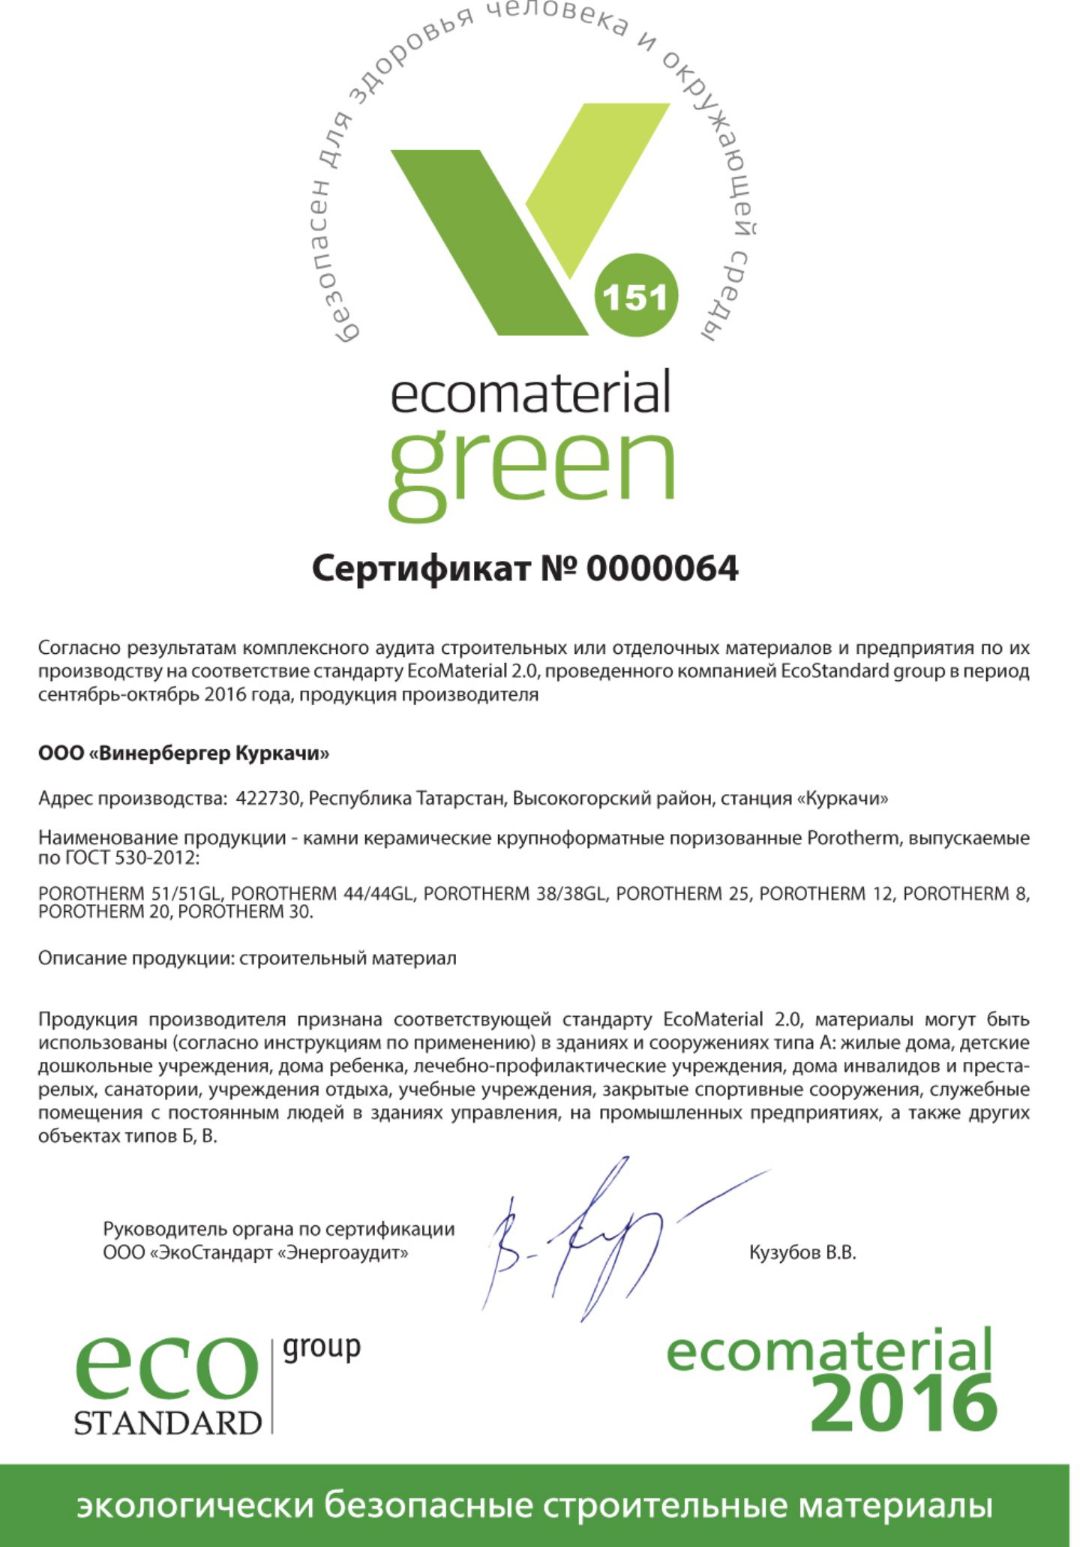 безопасен для здоровья человека и окружающей среды
151
ecomaterial
green
Сертификат № 0000064
Согласно результатам комплексного аудита строительных или отделочных материалов и предприятия по их
производству на соответствие стандарту EcoMaterial 2.0, проведенного компанией EcoStandard group в период
сентябрь-октябрь 2016 года, продукция производителя
ООО «Винербергер Куркачи»
Адрес производства: 422730, Республика Татарстан, Высокогорский район, станция «Куркачи»
Наименование продукции - камни керамические крупноформатные поризованные Porotherm, выпускаемые
по ГОСТ 530-2012:
POROTHERM 51/51GL, POROTHERM 44/44GL, POROTHERM 38/38GL, POROTHERM 25, POROTHERM 12, POROTHERM 8,
POROTHERM 20, POROTHERM 30.
Описание продукции: строительный материал
Продукция производителя признана соответствующей стандарту EcoMaterial 2.0, материалы могут быть
использованы (согласно инструкциям по применению) в зданиях и сооружениях типа А: жилые дома, детские
дошкольные учреждения, дома ребенка, лечебно-профилактические учреждения, дома инвалидов и преста-
релых, санатории, учреждения отдыха, учебные учреждения, закрытые спортивные сооружения, служебные
помещения с постоянным людей в зданиях управления, на промышленных предприятиях, а также других
объектах типов Б, В.
Руководитель органа по сертификации
ООО «ЭкоСтандарт «Энергоаудит»
Кузубов В.В.
eco
STANDARD
group
ecomaterial
2016
экологически безопасные строительные материалы